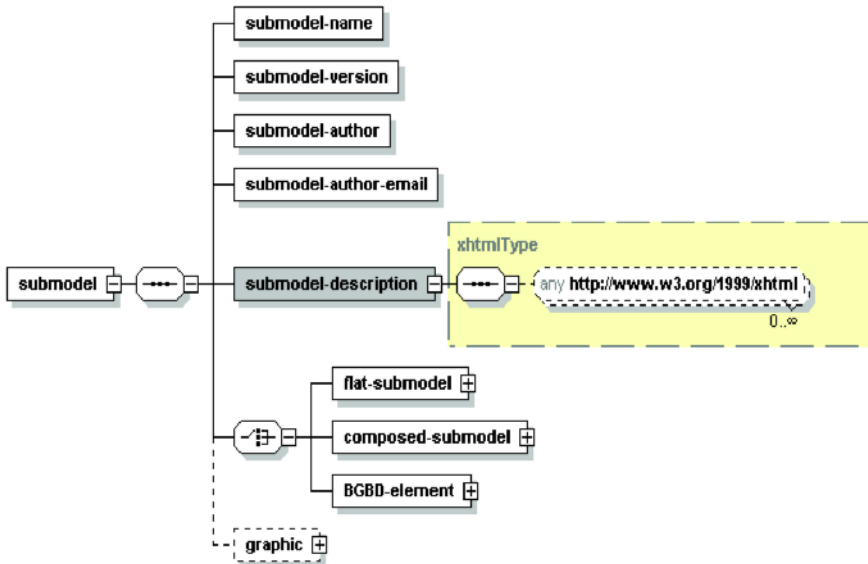 submodel-name
submodel-version
submodel-author
submodel-author-email
xhtmlType
submodel
submodel-description
any http://www.w3.org/1999/xhtml
0..∞
flat-submodel
composed-submodel
BGBD-element
graphic